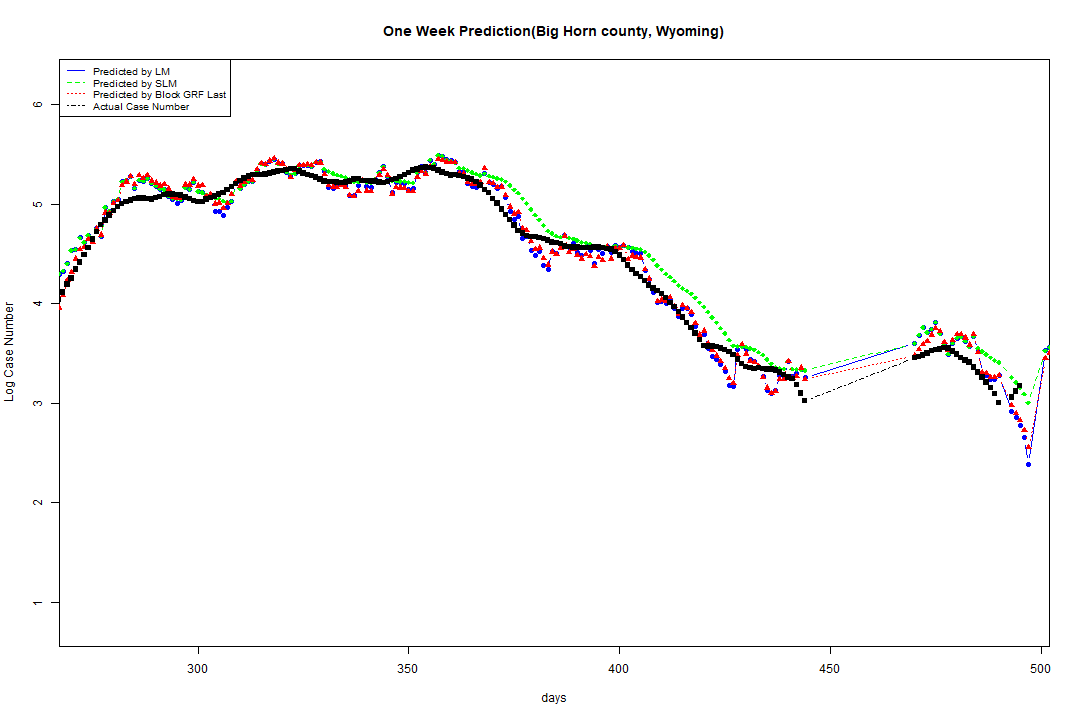 One Week Prediction(Big Horn county, Wyoming)
Predicted by LM
Predicted by SLM
Predicted by Block GRF Last
Actual Case Number
6
5
4
3
2
1
Log Case Number
300
350
400
450
500
days